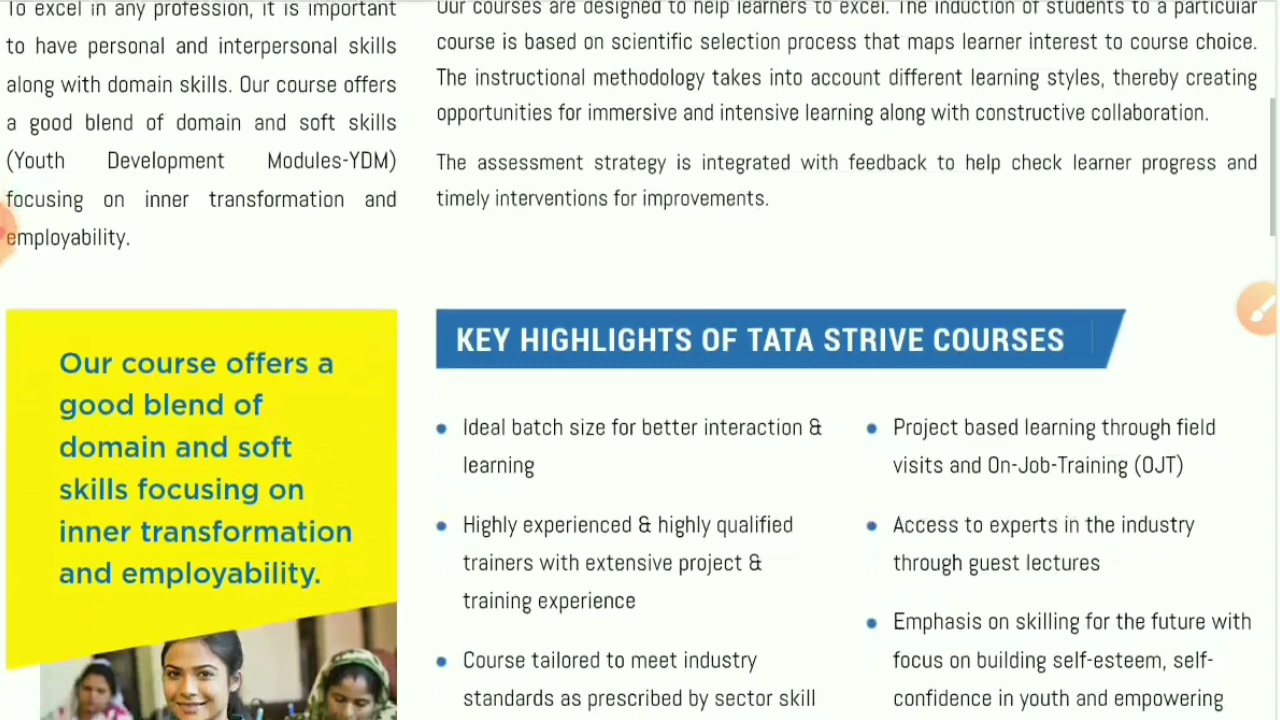 To excel in any profession, it is important
to have personal and interpersonal skills
along with domain skills. Our course offers
a good blend of domain and soft skills
(Youth Development Modules-YDM)
focusing on inner transformation and
employability.
Our courses are designed to help learners to excel. The induction of students to a particular
course is based on scientific selection process that maps learner interest to course choice.
The instructional methodology takes into account different learning styles, thereby creating
opportunities for immersive and intensive learning along with constructive collaboration.
The assessment strategy is integrated with feedback to help check learner progress and
timely interventions for improvements.
Our course offers a
good blend of
domain and soft
skills focusing on
inner transformation
and employability.
KEY HIGHLIGHTS OF TATA STRIVE COURSES
Ideal batch size for better interaction &
learning
Highly experienced & highly qualified
trainers with extensive project &
training experience
Course tailored to meet industry
standards as prescribed by sector skill
Project based learning through field
visits and On-Job-Training (OJT)
Access to experts in the industry
through guest lectures
Emphasis on skilling for the future with
focus on building self-esteem, self-
confidence in youth and empowering